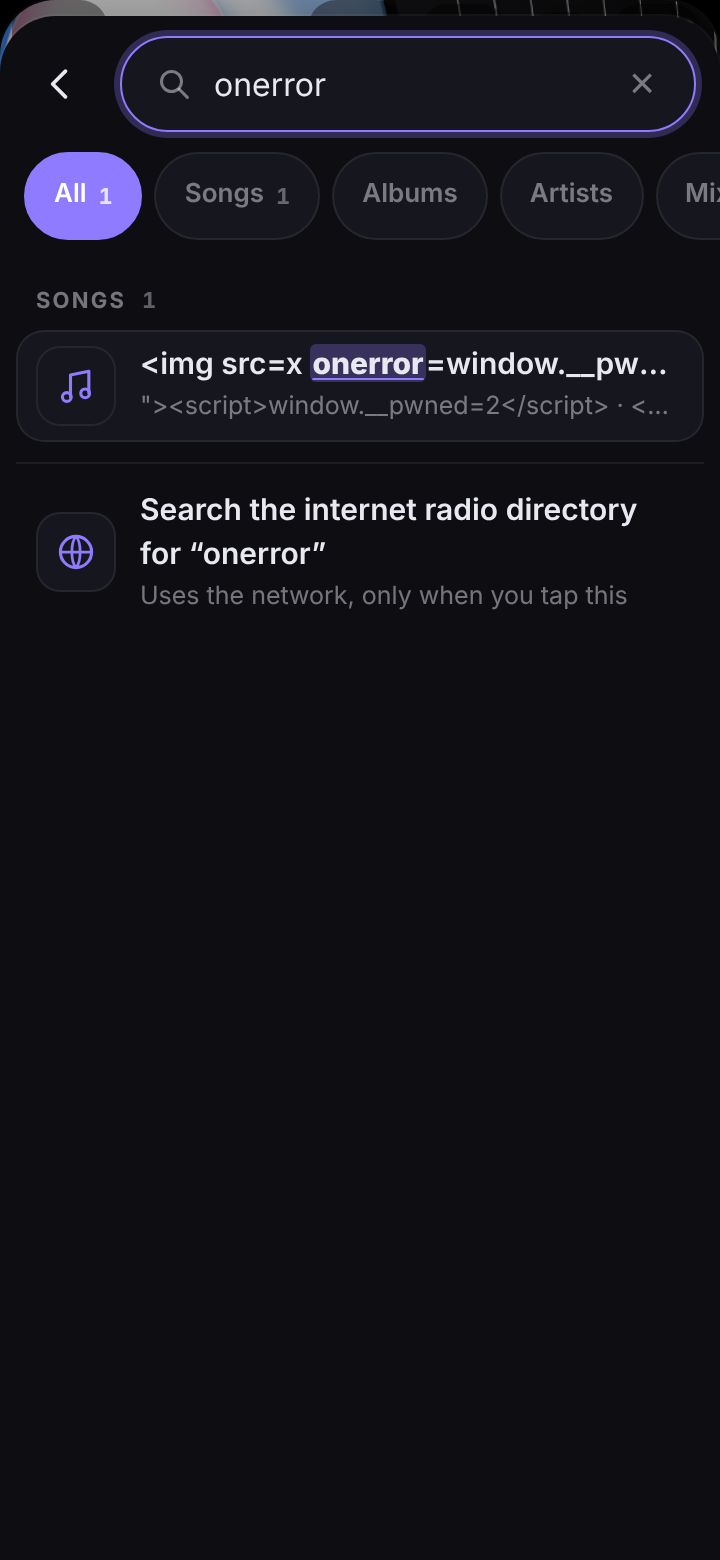 onerror
All 1
Songs 1
Albums
Artists
Mix
SONGS 1
<img src=x onerror=window.__pw...
"><script>window.__pwned=2</script> · <...
Search the internet radio directory
for “onerror”
Uses the network, only when you tap this